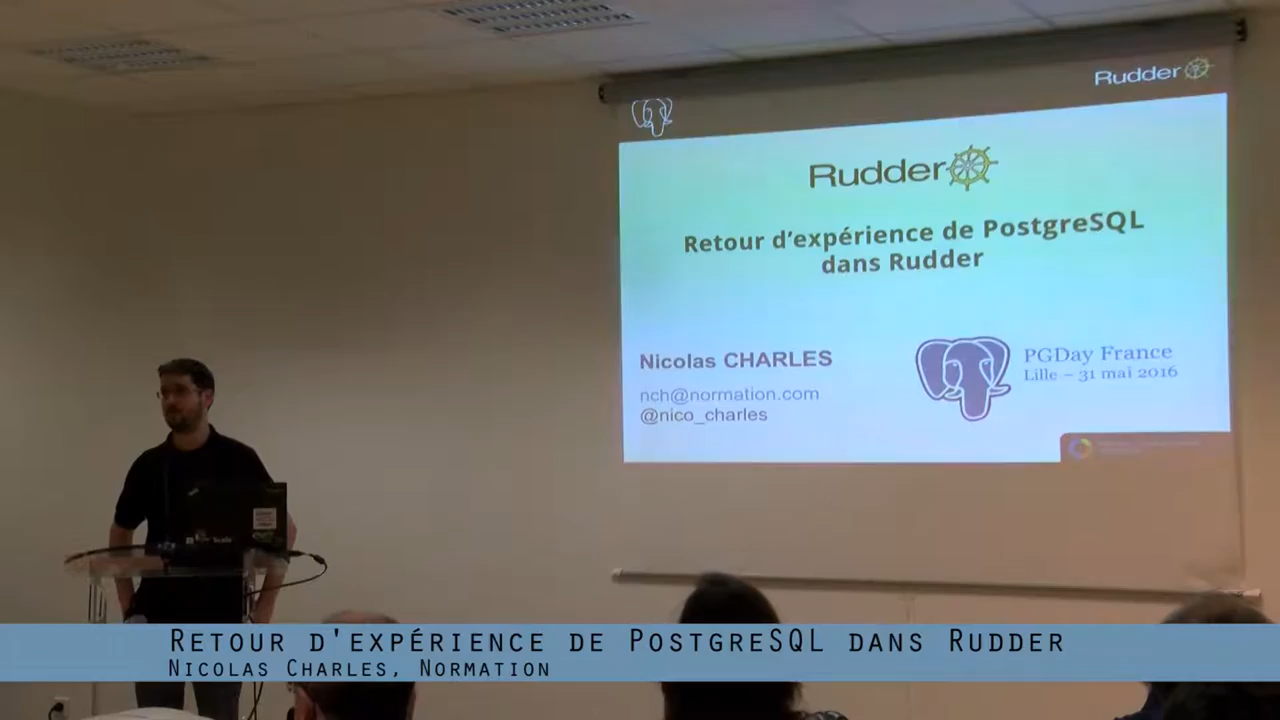 Rudder
Rudder
Retour d'expérience de PostgreSQL
dans Rudder
Nicolas CHARLES
nch@normation.com
@nico_charles
PGDay France
Lille – 31 mai 2016
RETOUR D'EXPÉRIENCE DE POSTGRESQL DANS RUDDER
NICOLAS CHARLES, NORMATION